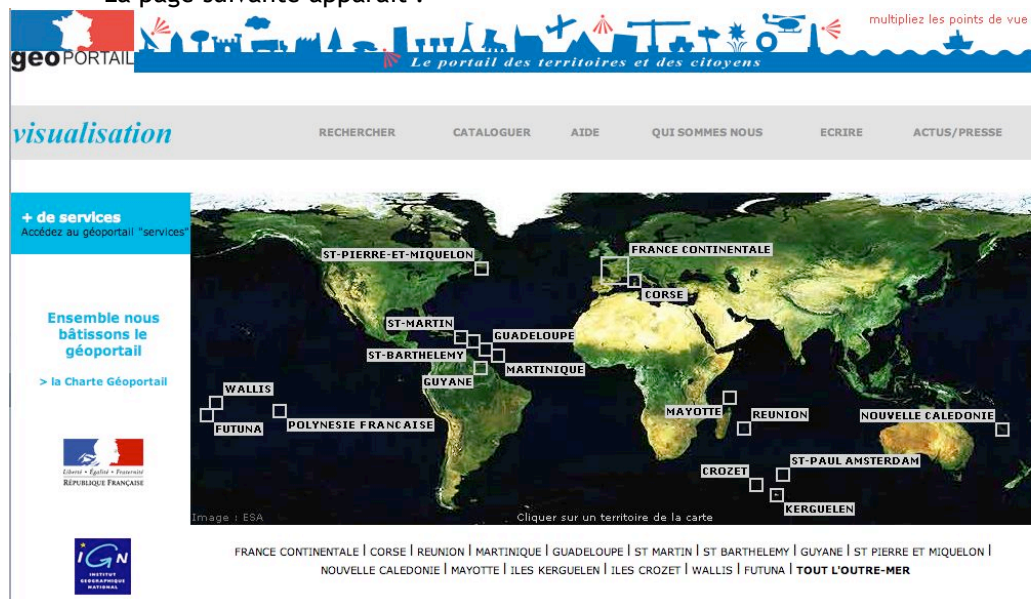 La page suivante apparaît :
multipliez les points de vue
géoPORTAIL
Le portail des territoires et des citoyens
visualisation
RECHERCHER CATALOGUER AIDE QUI SOMMES NOUS ECRIRE ACTUS/PRESSE
+ de services
Accédez au géoportail "services"
Ensemble nous
bâtissons le
géoportail
> la Charte Géoportail
Liberté • Égalité • Fraternité
RÉPUBLIQUE FRANÇAISE
IGN
INSTITUT
GEOGRAPHIQUE
NATIONAL
FRANCE CONTINENTALE
ST-PIERRE-ET-MIQUELON
CORSE
ST-MARTIN
GUADELOUPE
ST-BARTHELEMY
MARTINIQUE
GUYANE
WALLIS
MAYOTTE
REUNION
NOUVELLE CALEDONIE
FUTUNA
POLYNESIE FRANCAISE
ST-PAUL AMSTERDAM
CROZET
KERGUELEN
Image : ESA
Cliquer sur un territoire de la carte
FRANCE CONTINENTALE | CORSE | REUNION | MARTINIQUE | GUADELOUPE | ST MARTIN | ST BARTHELEMY | GUYANE | ST PIERRE ET MIQUELON |
NOUVELLE CALEDONIE | MAYOTTE | ILES KERGUELEN | ILES CROZET | WALLIS | FUTUNA | TOUT L'OUTRE-MER